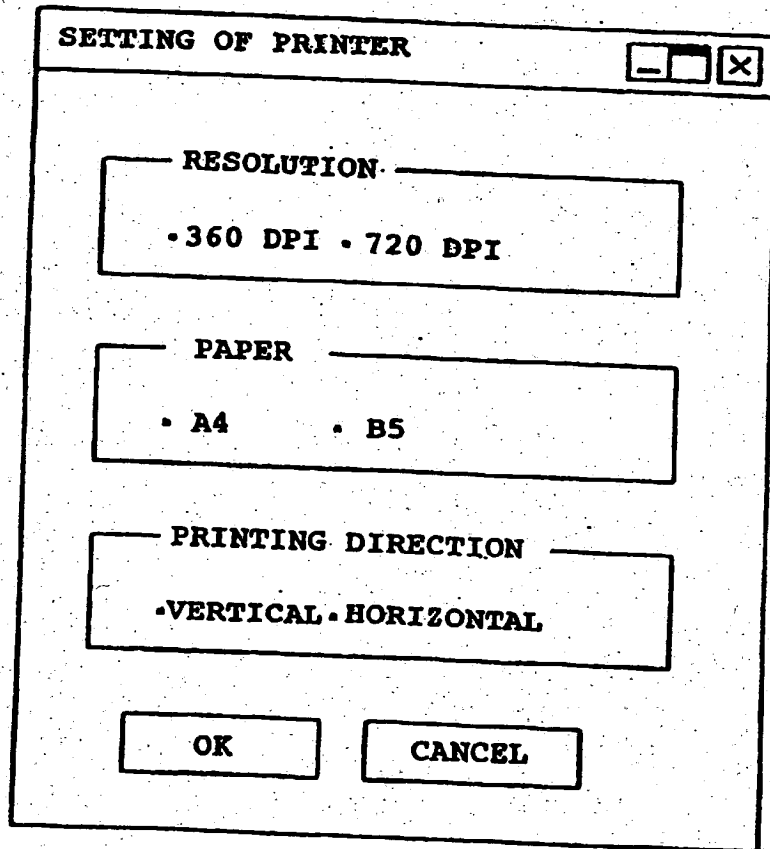 SETTING OF PRINTER
RESOLUTION
•360 DPI •720 DPI
PAPER
• A4 • B5
PRINTING DIRECTION
•VERTICAL•HORIZONTAL
OK CANCEL